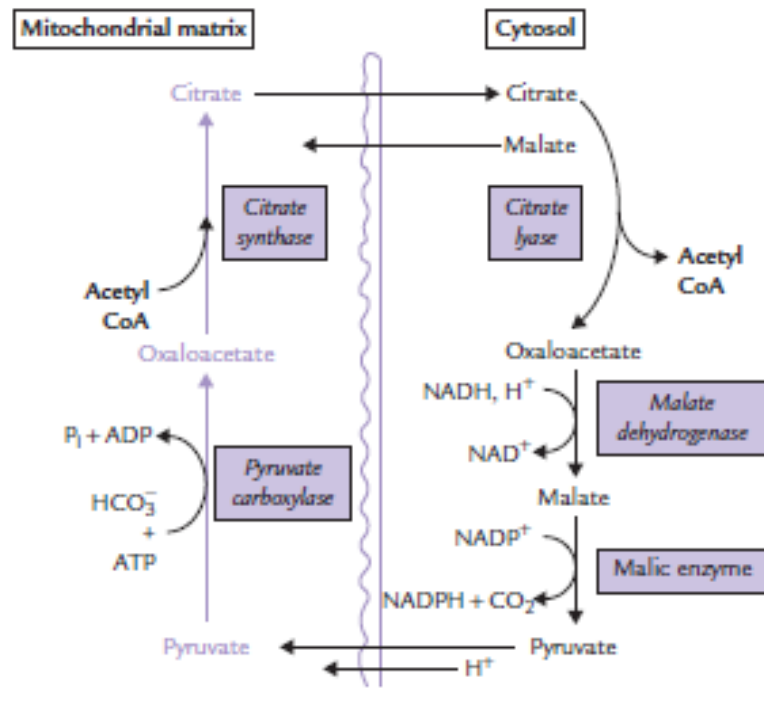 Mitochondrial matrix
Cytosol
Citrate
Citrate
Malate
Citrate
synthase
Citrate
lyase
Acetyl
CoA
Acetyl
CoA
Oxaloacetate
Oxaloacetate
NADH, H⁺
Malate
dehydrogenase
NAD⁺
Pᵢ + ADP
Pyruvate
carboxylase
HCO₃⁻
+
ATP
Malate
NADP⁺
Malic enzyme
NADPH + CO₂
Pyruvate
Pyruvate
H⁺